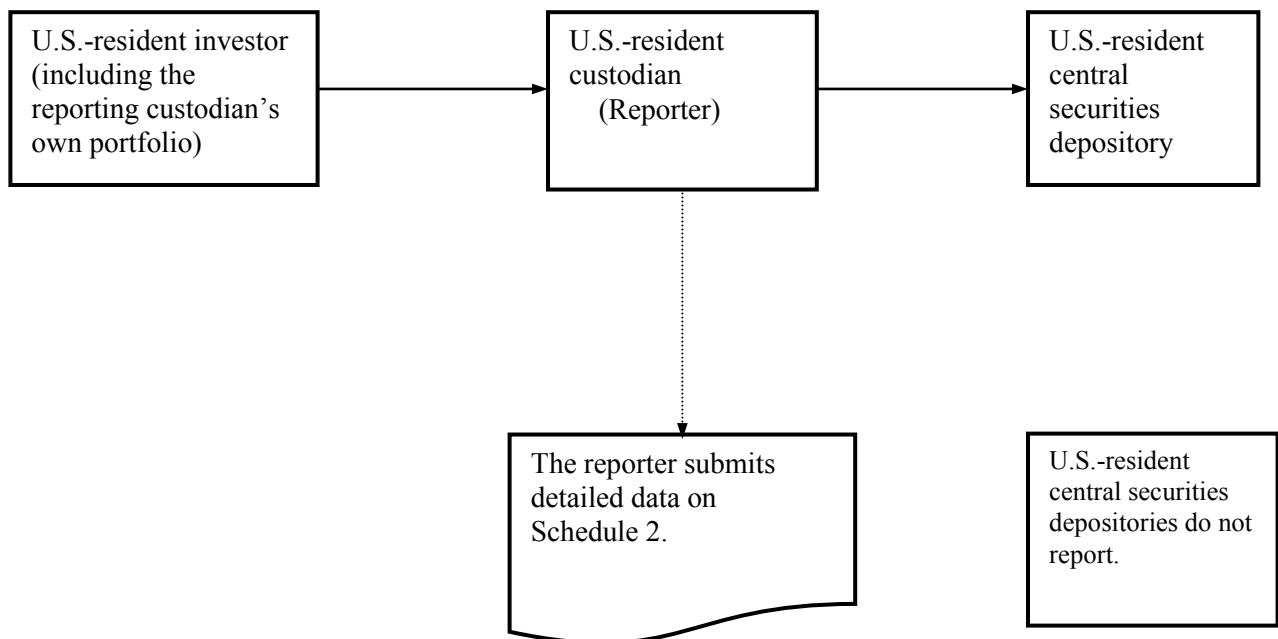 U.S.-resident investor
(including the
reporting custodian's
own portfolio)
U.S.-resident
custodian
(Reporter)
U.S.-resident
central
securities
depository
The reporter submits
detailed data on
Schedule 2.
U.S.-resident
central securities
depositories do not
report.